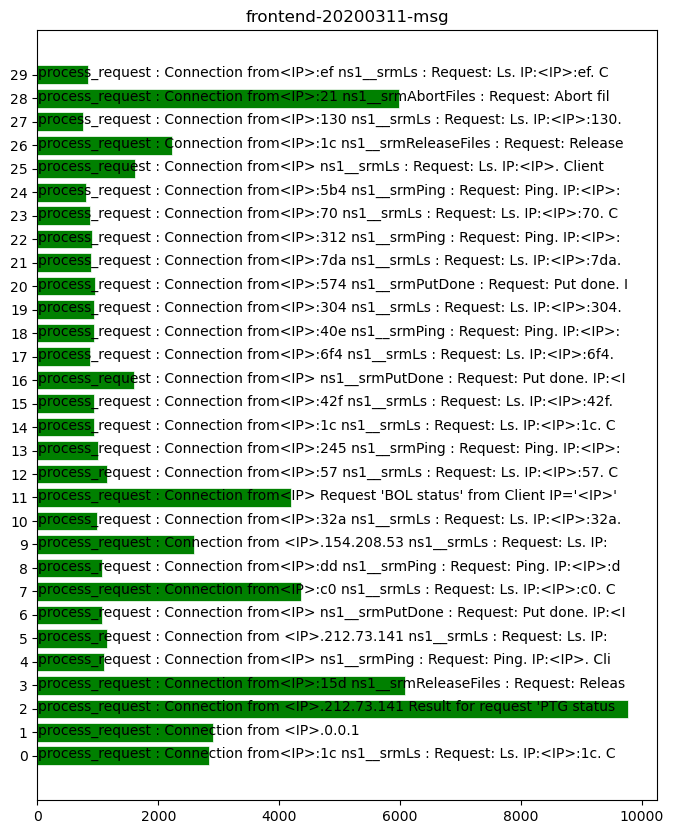 frontend-20200311-msg
29 process_request : Connection from<IP>:ef ns1__srmLs : Request: Ls. IP:<IP>:ef. C
28 process_request : Connection from<IP>:21 ns1__srmAbortFiles : Request: Abort fil
27 process_request : Connection from<IP>:130 ns1__srmLs : Request: Ls. IP:<IP>:130.
26 process_request : Connection from<IP>:1c ns1__srmReleaseFiles : Request: Release
25 process_request : Connection from<IP> ns1__srmLs : Request: Ls. IP:<IP>. Client
24 process_request : Connection from<IP>:5b4 ns1__srmPing : Request: Ping. IP:<IP>:
23 process_request : Connection from<IP>:70 ns1__srmLs : Request: Ls. IP:<IP>:70. C
22 process_request : Connection from<IP>:312 ns1__srmPing : Request: Ping. IP:<IP>:
21 process_request : Connection from<IP>:7da ns1__srmLs : Request: Ls. IP:<IP>:7da.
20 process_request : Connection from<IP>:574 ns1__srmPutDone : Request: Put done. I
19 process_request : Connection from<IP>:304 ns1__srmLs : Request: Ls. IP:<IP>:304.
18 process_request : Connection from<IP>:40e ns1__srmPing : Request: Ping. IP:<IP>:
17 process_request : Connection from<IP>:6f4 ns1__srmLs : Request: Ls. IP:<IP>:6f4.
16 process_request : Connection from<IP> ns1__srmPutDone : Request: Put done. IP:<I
15 process_request : Connection from<IP>:42f ns1__srmLs : Request: Ls. IP:<IP>:42f.
14 process_request : Connection from<IP>:1c ns1__srmLs : Request: Ls. IP:<IP>:1c. C
13 process_request : Connection from<IP>:245 ns1__srmPing : Request: Ping. IP:<IP>:
12 process_request : Connection from<IP>:57 ns1__srmLs : Request: Ls. IP:<IP>:57. C
11 process_request : Connection from<IP> Request 'BOL status' from Client IP='<IP>'
10 process_request : Connection from<IP>:32a ns1__srmLs : Request: Ls. IP:<IP>:32a.
9 process_request : Connection from <IP>.154.208.53 ns1__srmLs : Request: Ls. IP:
8 process_request : Connection from<IP>:dd ns1__srmPing : Request: Ping. IP:<IP>:d
7 process_request : Connection from<IP>:c0 ns1__srmLs : Request: Ls. IP:<IP>:c0. C
6 process_request : Connection from<IP> ns1__srmPutDone : Request: Put done. IP:<I
5 process_request : Connection from <IP>.212.73.141 ns1__srmLs : Request: Ls. IP:
4 process_request : Connection from<IP> ns1__srmPing : Request: Ping. IP:<IP>. Cli
3 process_request : Connection from<IP>:15d ns1__srmReleaseFiles : Request: Releas
2 process_request : Connection from <IP>.212.73.141 Result for request 'PTG status
1 process_request : Connection from <IP>.0.0.1
0 process_request : Connection from<IP>:1c ns1__srmLs : Request: Ls. IP:<IP>:1c. C
0 2000 4000 6000 8000 10000